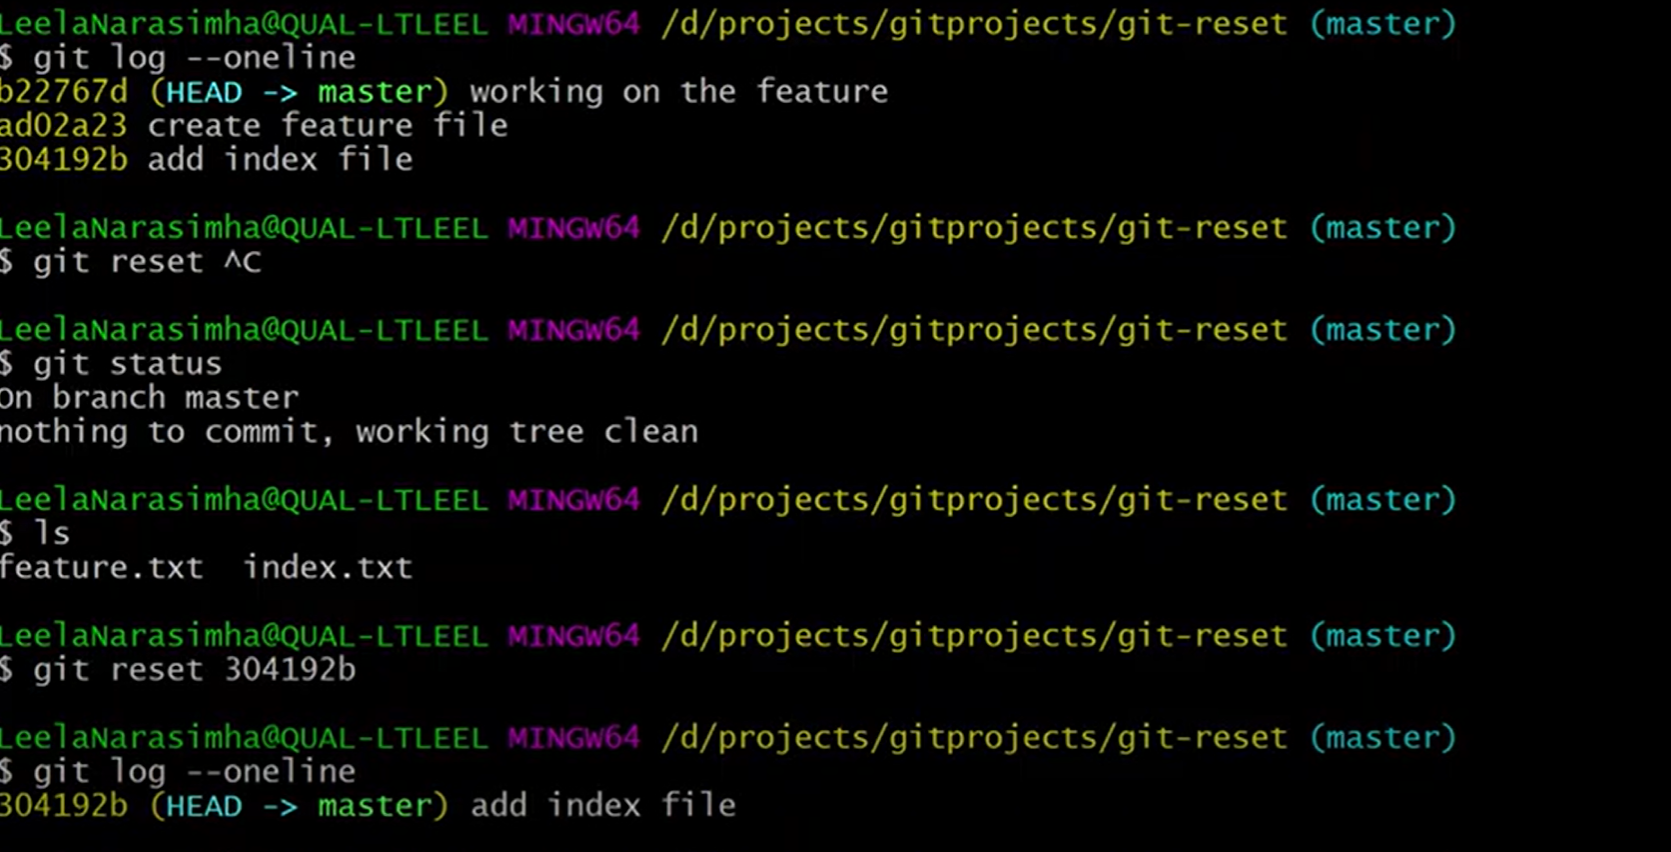 LeelaNarasimha@QUAL-LTLEEL MINGW64 /d/projects/gitprojects/git-reset (master)
$ git log --oneline
b22767d (HEAD -> master) working on the feature
ad02a23 create feature file
304192b add index file
LeelaNarasimha@QUAL-LTLEEL MINGW64 /d/projects/gitprojects/git-reset (master)
$ git reset ^C
LeelaNarasimha@QUAL-LTLEEL MINGW64 /d/projects/gitprojects/git-reset (master)
$ git status
On branch master
nothing to commit, working tree clean
LeelaNarasimha@QUAL-LTLEEL MINGW64 /d/projects/gitprojects/git-reset (master)
$ ls
feature.txt  index.txt
LeelaNarasimha@QUAL-LTLEEL MINGW64 /d/projects/gitprojects/git-reset (master)
$ git reset 304192b
LeelaNarasimha@QUAL-LTLEEL MINGW64 /d/projects/gitprojects/git-reset (master)
$ git log --oneline
304192b (HEAD -> master) add index file